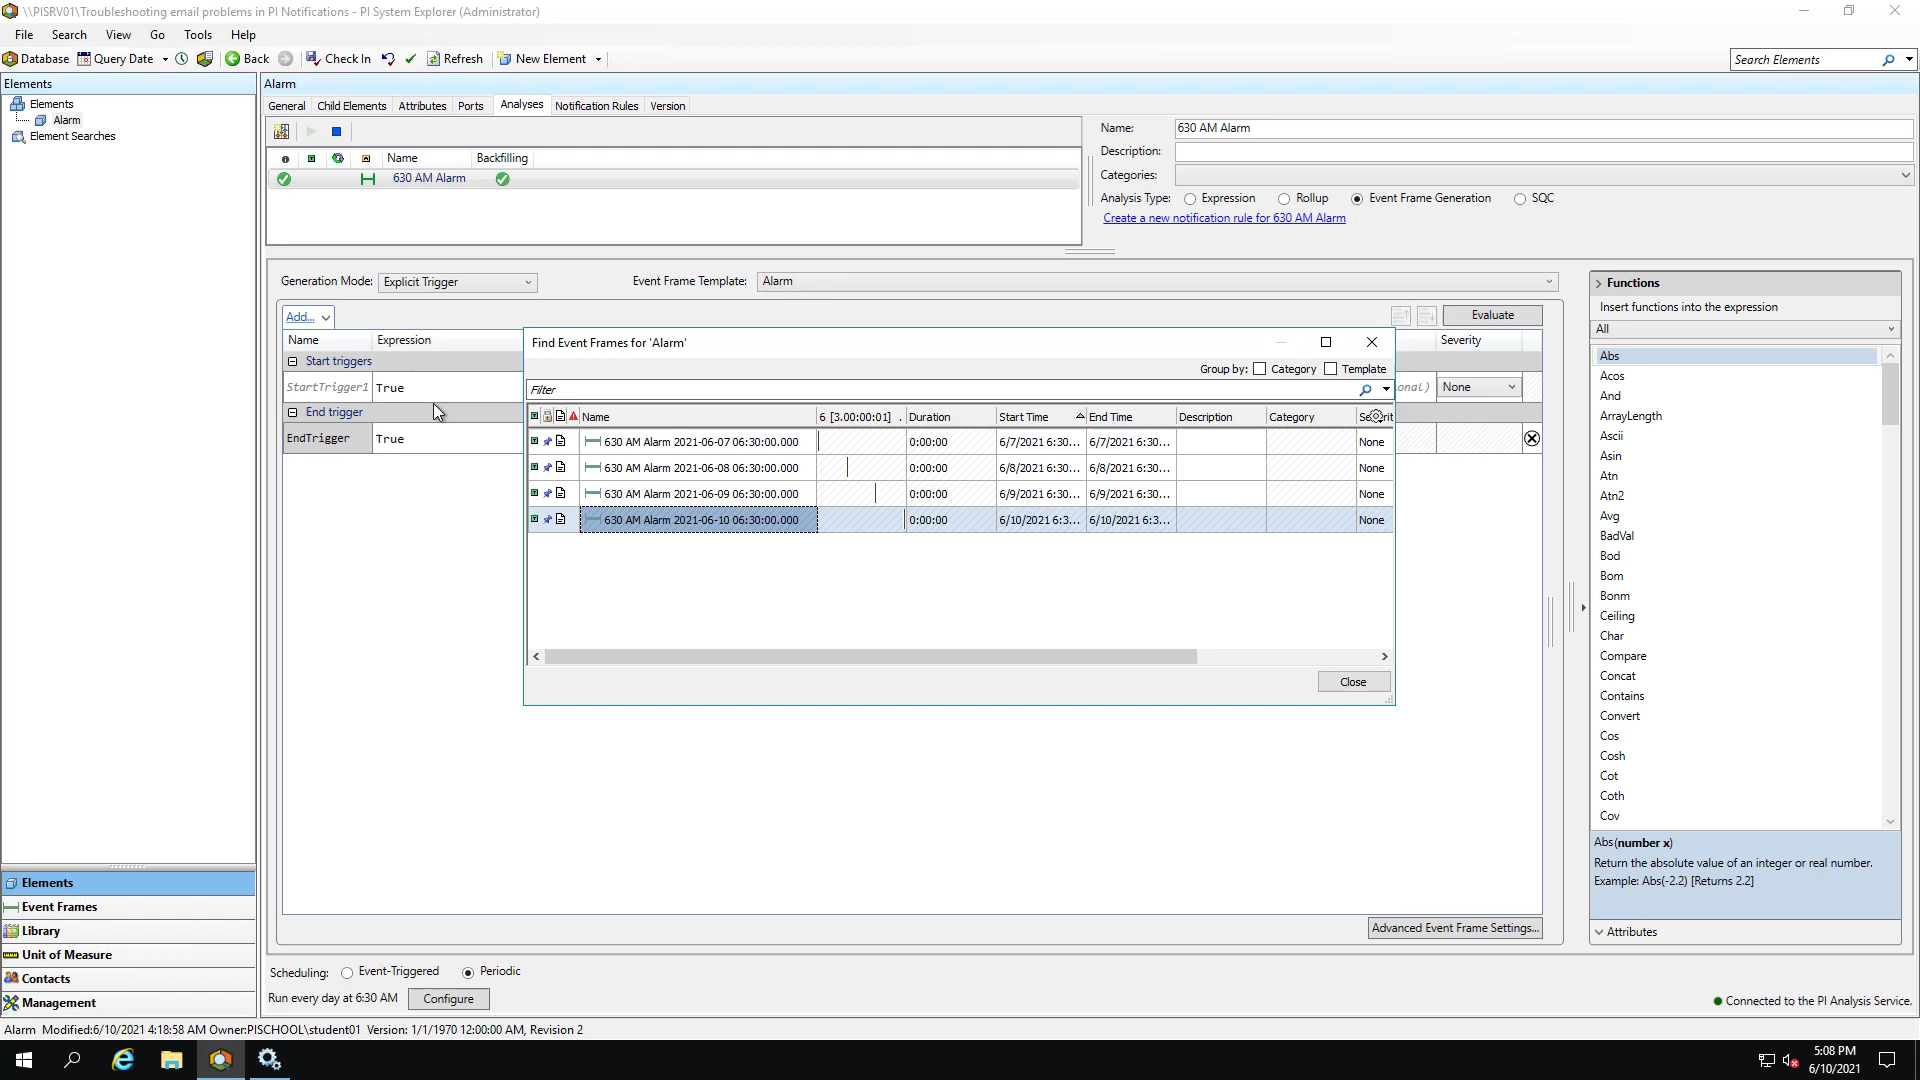 \\PISRV01\Troubleshooting email problems in PI Notifications - PI System Explorer (Administrator)
File Search View Go Tools Help
Database Query Date Back Check In Refresh New Element Search Elements
Elements
Elements
Alarm
Element Searches
Alarm
General Child Elements Attributes Ports Analyses Notification Rules Version
Name Backfilling
630 AM Alarm
Name: 630 AM Alarm
Description:
Categories:
Analysis Type: Expression Rollup Event Frame Generation SQC
Create a new notification rule for 630 AM Alarm
Generation Mode: Explicit Trigger Event Frame Template: Alarm
Add... Evaluate
Name Expression Severity
Start triggers
StartTrigger1 True onal) None
End trigger
EndTrigger True
Find Event Frames for 'Alarm'
Group by: Category Template
Filter
Name 6 [3.00:00:01] . Duration Start Time End Time Description Category
630 AM Alarm 2021-06-07 06:30:00.000 0:00:00 6/7/2021 6:30... 6/7/2021 6:30... None
630 AM Alarm 2021-06-08 06:30:00.000 0:00:00 6/8/2021 6:30... 6/8/2021 6:30... None
630 AM Alarm 2021-06-09 06:30:00.000 0:00:00 6/9/2021 6:30... 6/9/2021 6:30... None
630 AM Alarm 2021-06-10 06:30:00.000 0:00:00 6/10/2021 6:3... 6/10/2021 6:3... None
Close
Functions
Insert functions into the expression
All
Abs
Acos
And
ArrayLength
Ascii
Asin
Atn
Atn2
Avg
BadVal
Bod
Bom
Bonm
Ceiling
Char
Compare
Concat
Contains
Convert
Cos
Cosh
Cot
Coth
Cov
Abs(number x)
Return the absolute value of an integer or real number.
Example: Abs(-2.2) [Returns 2.2]
Attributes
Advanced Event Frame Settings...
Elements
Event Frames
Library
Unit of Measure
Contacts
Management
Scheduling: Event-Triggered Periodic
Run every day at 6:30 AM Configure
Connected to the PI Analysis Service.
Alarm Modified:6/10/2021 4:18:58 AM Owner:PISCHOOL\student01 Version: 1/1/1970 12:00:00 AM, Revision 2
5:08 PM
6/10/2021